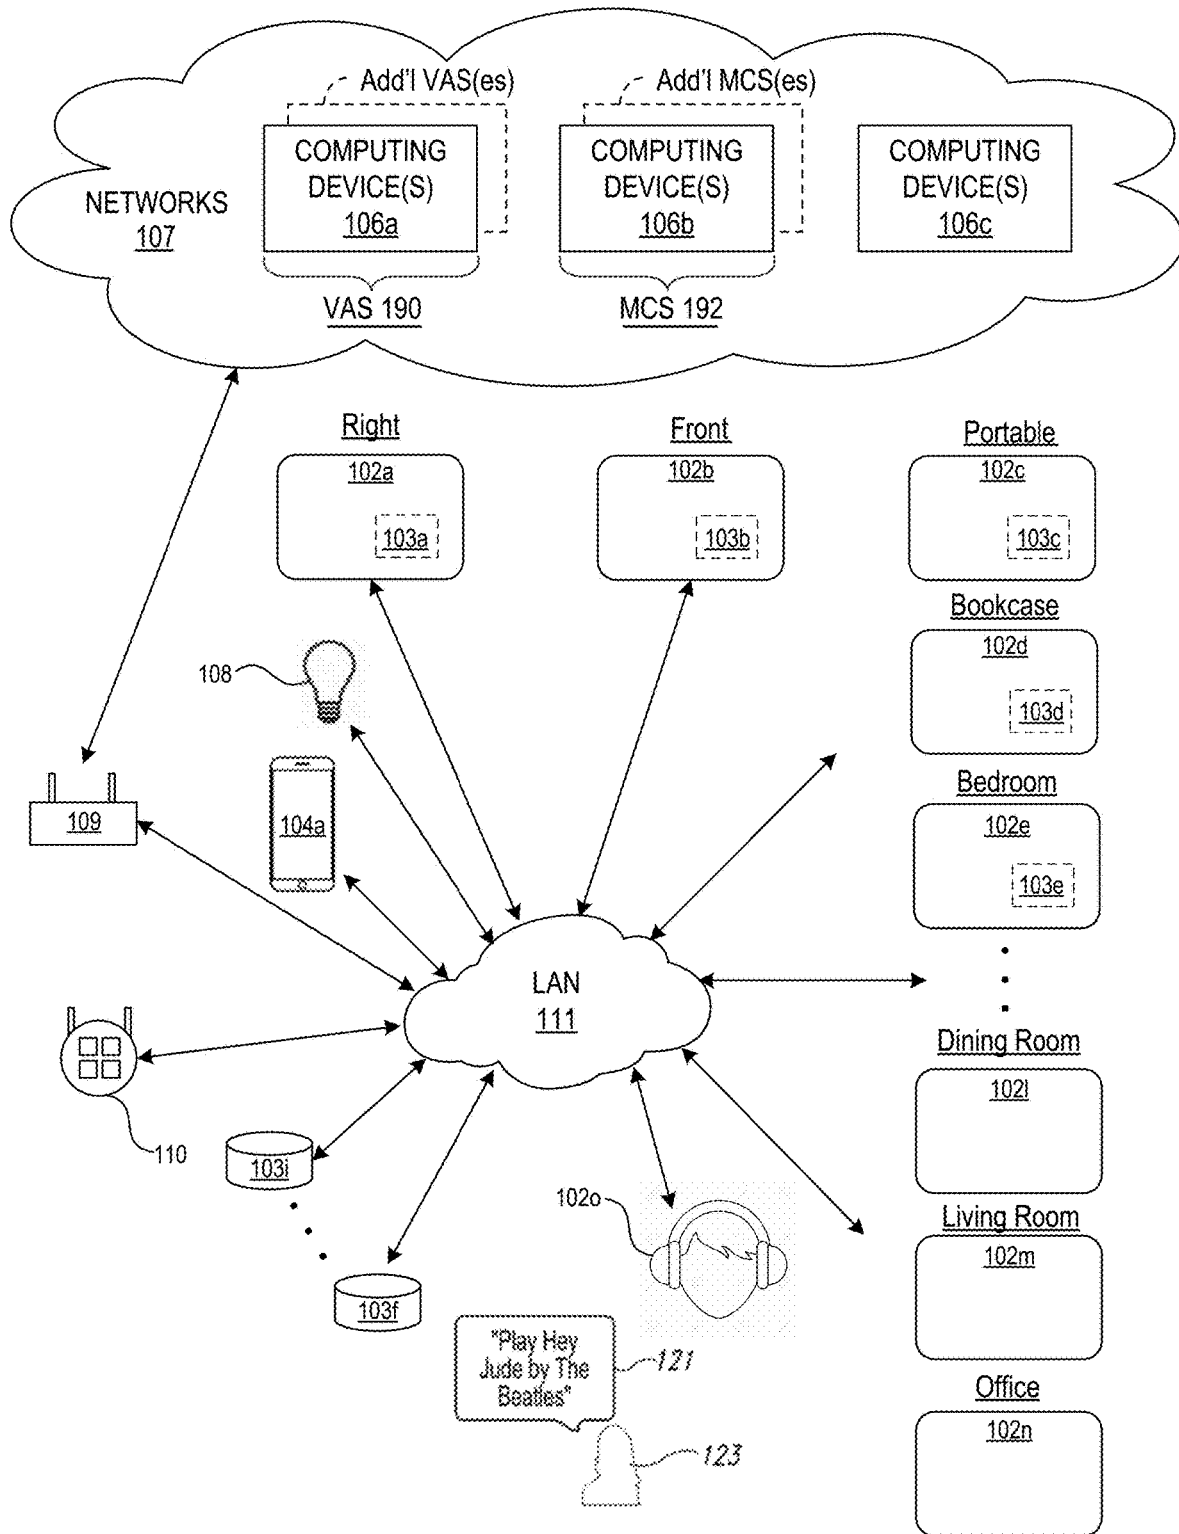 Add'l VAS(es)
Add'l MCS(es)
COMPUTING
DEVICE(S)
106a
COMPUTING
DEVICE(S)
106b
COMPUTING
DEVICE(S)
106c
NETWORKS
107
VAS 190
MCS 192
Right
102a
103a
Front
102b
103b
Portable
102c
103c
Bookcase
102d
103d
Bedroom
102e
103e
108
104a
109
LAN
111
110
103i
103f
102o
Dining Room
102l
Living Room
102m
Office
102n
"Play Hey
Jude by The
Beatles"
121
123